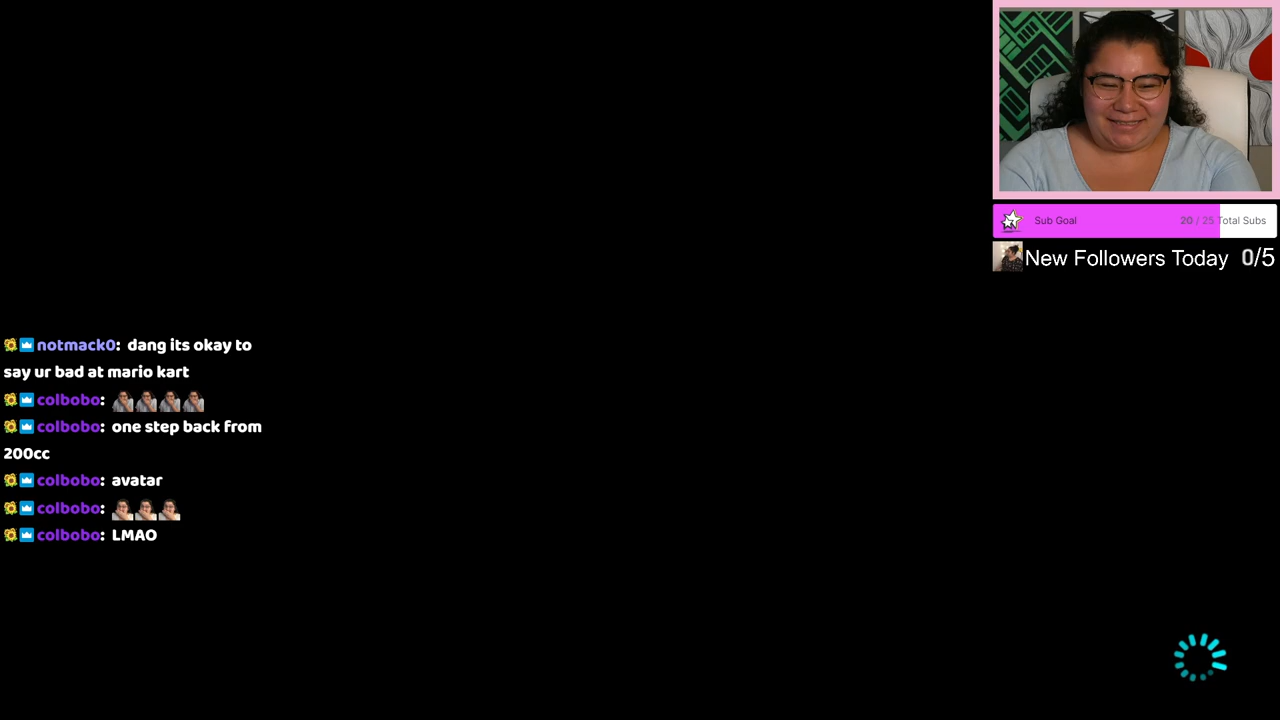 Sub Goal 20 / 25 Total Subs
New Followers Today 0/5
notmack0: dang its okay to
say ur bad at mario kart
colbobo:
colbobo: one step back from
200cc
colbobo: avatar
colbobo:
colbobo: LMAO